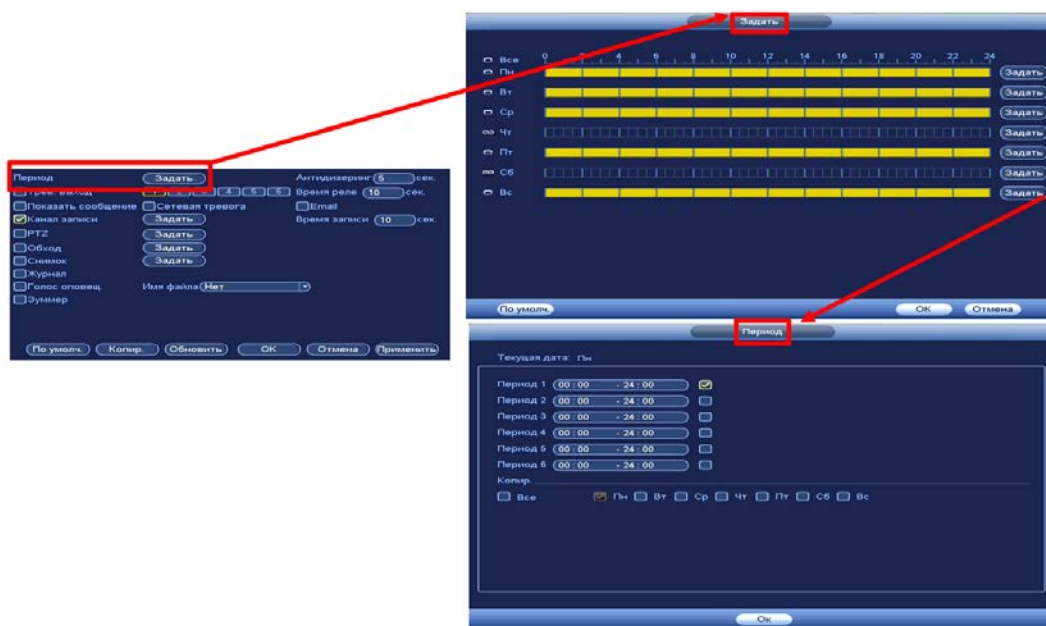 Период Задать Антидизеринг 5 сек.
Трев. выход 1 2 3 4 5 6 Время реле 10 сек.
Показать сообщение Сетевая тревога Email
Канал записи Задать Время записи 10 сек.
PTZ Задать
Обход Задать
Снимок Задать
Журнал
Голос оповещ. Имя файла Нет
Зуммер
По умолч. Копир. Обновить OK Отмена Применить
Задать
Все 0 2 4 6 8 10 12 14 16 18 20 22 24
Пн Задать
Вт Задать
Ср Задать
Чт Задать
Пт Задать
Сб Задать
Вс Задать
По умолч. OK Отмена
Период
Текущая дата: Пн
Период 1 00 : 00 - 24 : 00
Период 2 00 : 00 - 24 : 00
Период 3 00 : 00 - 24 : 00
Период 4 00 : 00 - 24 : 00
Период 5 00 : 00 - 24 : 00
Период 6 00 : 00 - 24 : 00
Копир.
Все Пн Вт Ср Чт Пт Сб Вс
Ок